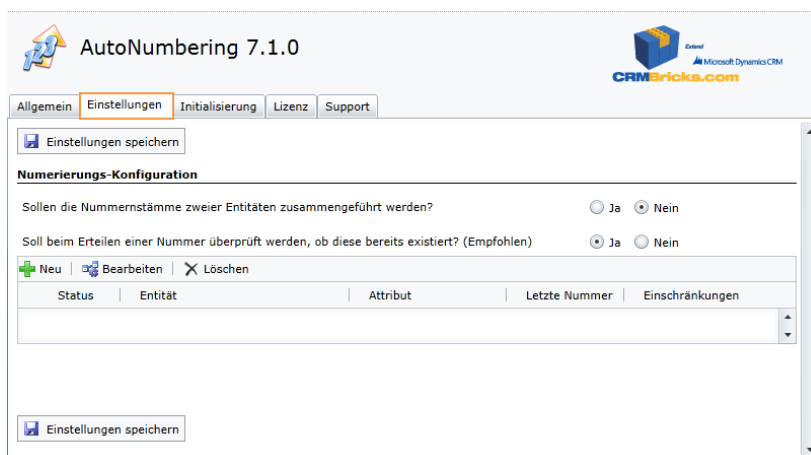 123
AutoNumbering 7.1.0
Extend
Microsoft Dynamics CRM
CRMBricks.com
Allgemein Einstellungen Initialisierung Lizenz Support
Einstellungen speichern
Numerierungs-Konfiguration
Sollen die Nummernstämme zweier Entitäten zusammengeführt werden? Ja Nein
Soll beim Erteilen einer Nummer überprüft werden, ob diese bereits existiert? (Empfohlen) Ja Nein
Neu Bearbeiten Löschen
Status Entität Attribut Letzte Nummer Einschränkungen
Einstellungen speichern